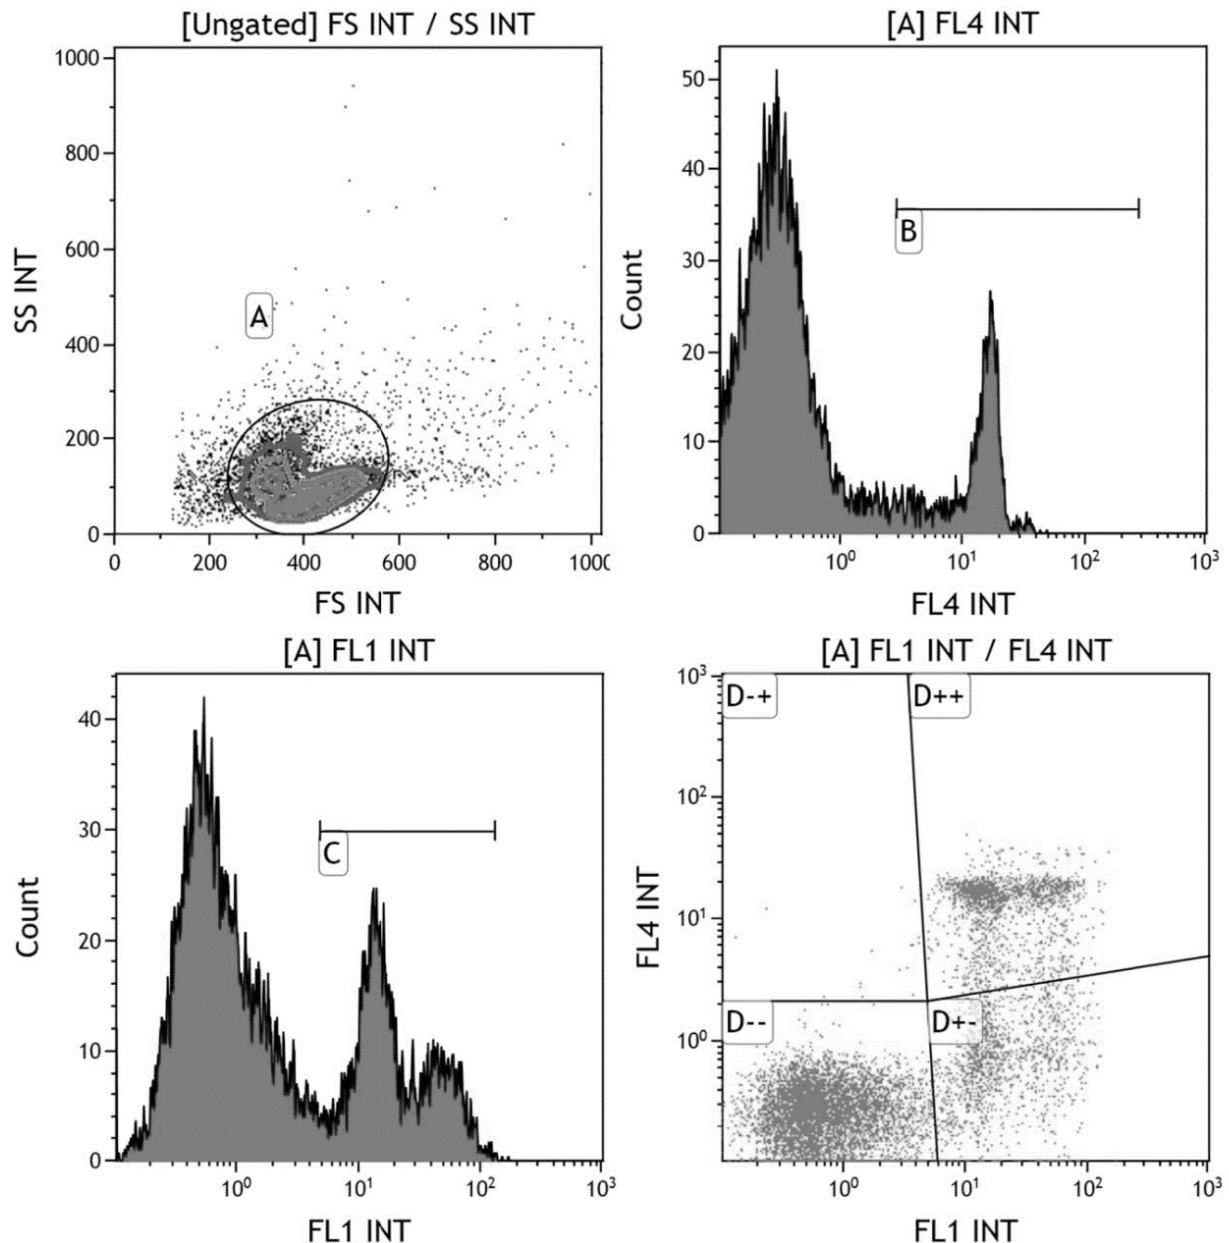 [Ungated] FS INT / SS INT
1000
800
600
400
200
0
SS INT
A
0 200 400 600 800 1000
FS INT
[A] FL4 INT
50
40
30
20
10
0
Count
B
10⁰ 10¹ 10² 10³
FL4 INT
[A] FL1 INT
40
30
20
10
0
Count
C
10⁰ 10¹ 10² 10³
FL1 INT
[A] FL1 INT / FL4 INT
10³
10²
10¹
10⁰
FL4 INT
D-+ D++
D-- D+-
10⁰ 10¹ 10² 10³
FL1 INT